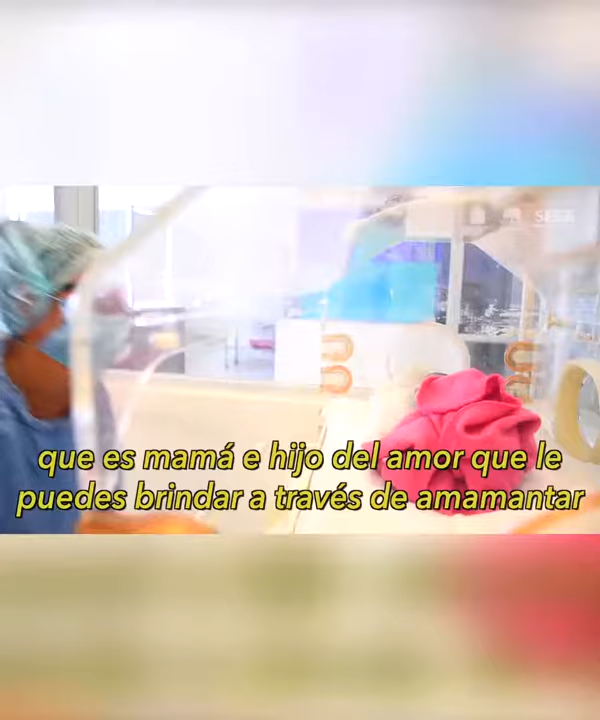 que es mamá e hijo del amor que le
puedes brindar a través de amamantar